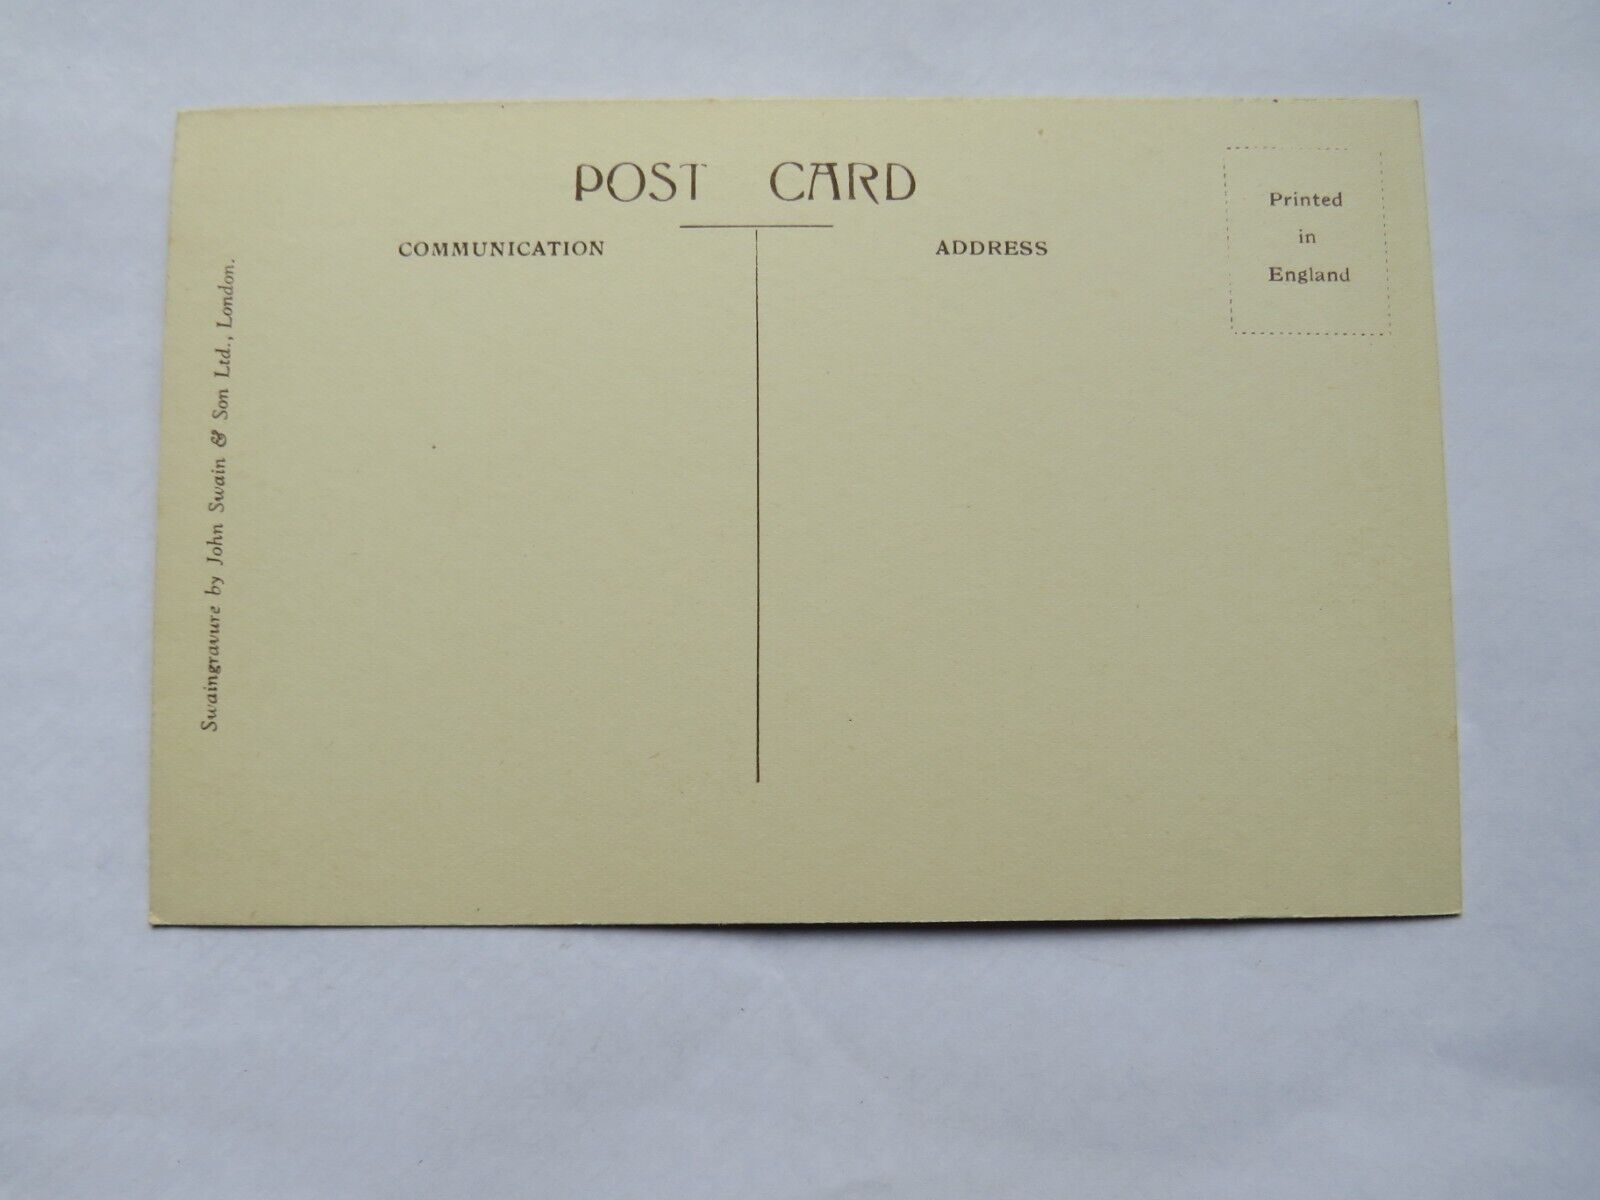 POST CARD
COMMUNICATION
ADDRESS
Printed
in
England
Swaingravure by John Swain & Son Ltd., London.